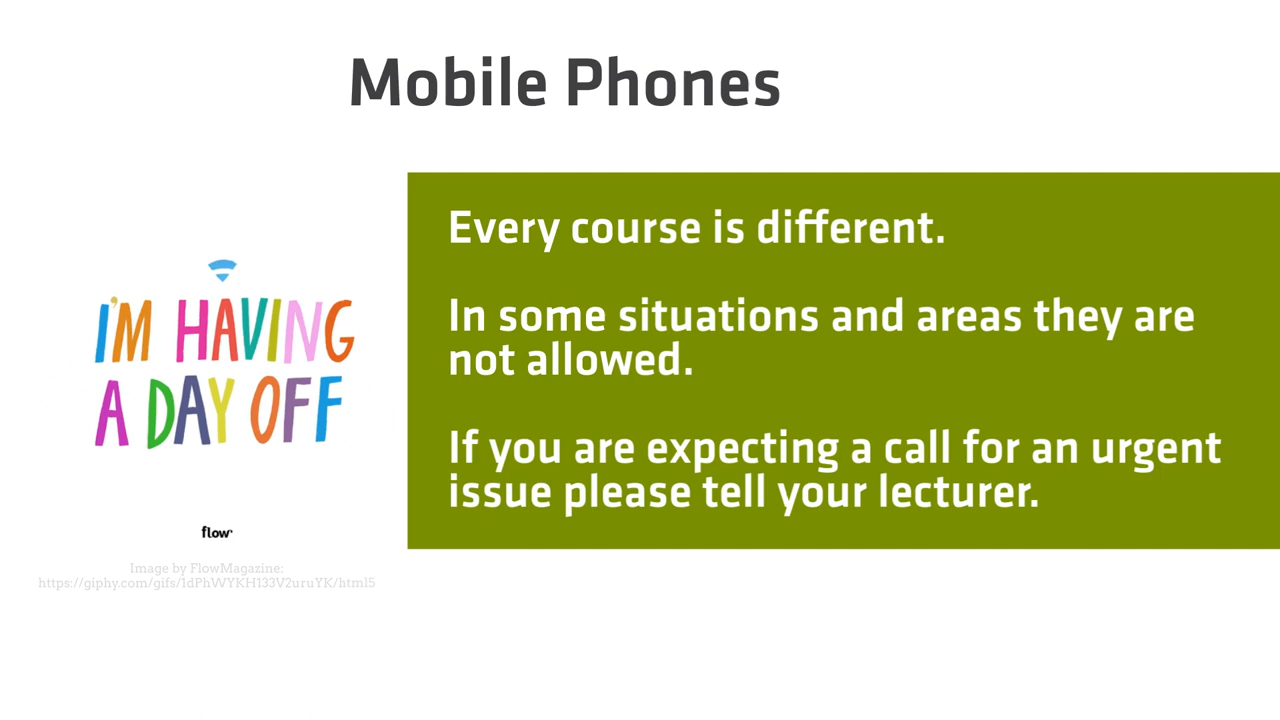 Mobile Phones
Every course is different.
In some situations and areas they are
not allowed.
If you are expecting a call for an urgent
issue please tell your lecturer.
I'M HAVING
A DAY OFF
flow
Image by FlowMagazine:
https://giphy.com/gifs/1dPhWYKH133V2uruYK/html5